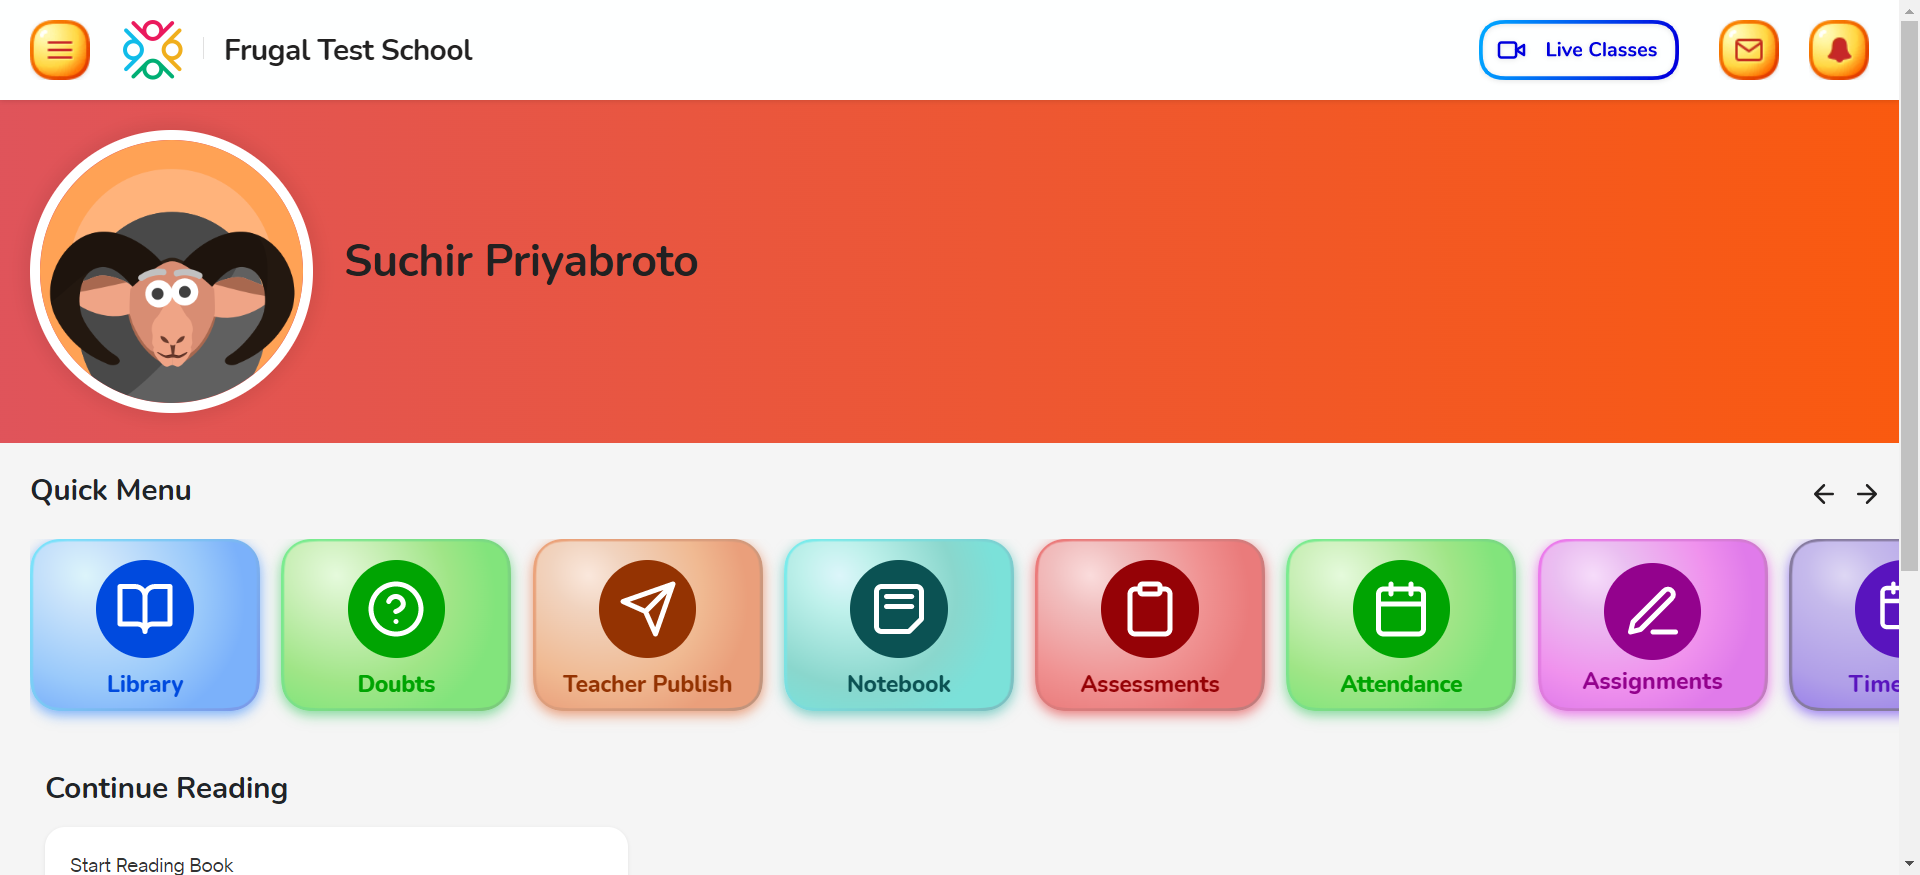 Frugal Test School
Live Classes
Suchir Priyabroto
Quick Menu
Library
Doubts
Teacher Publish
Notebook
Assessments
Attendance
Assignments
Time
Continue Reading
Start Reading Book